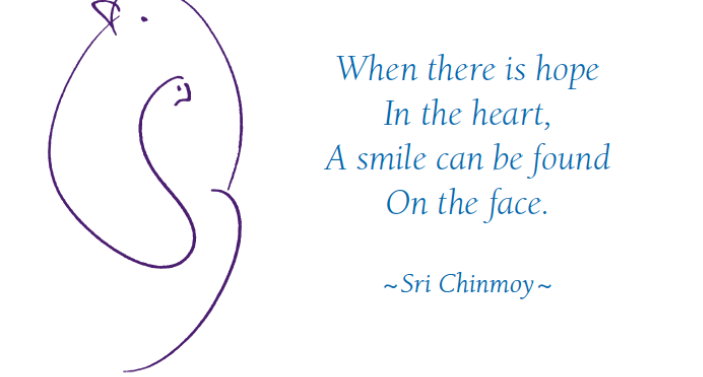 When there is hope
In the heart,
A smile can be found
On the face.
~Sri Chinmoy~